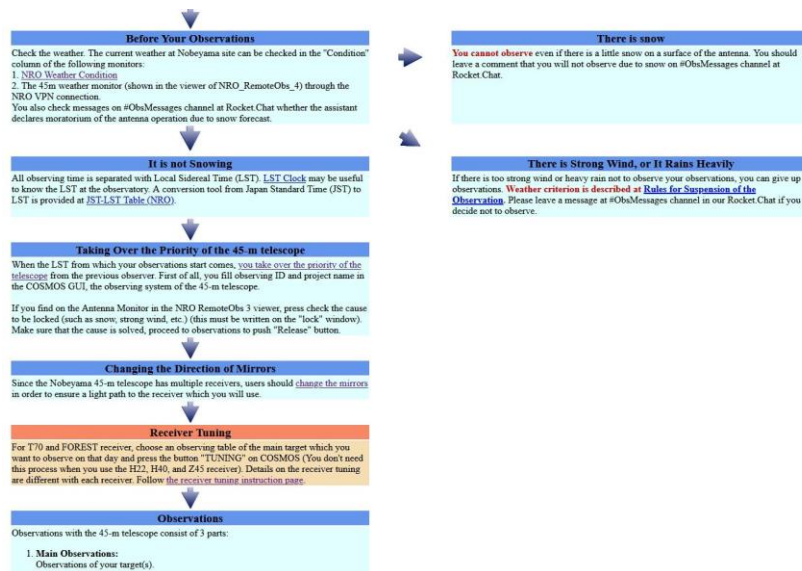 Before Your Observations
Check the weather. The current weather at Nobeyama site can be checked in the "Condition"
column of the following monitors:
1. NRO Weather Condition
2. The 45m weather monitor (shown in the viewer of NRO_RemoteObs_4) through the
NRO VPN connection.
You also check messages on #ObsMessages channel at Rocket.Chat whether the assistant
declares moratorium of the antenna operation due to snow forecast.
There is snow
You cannot observe even if there is a little snow on a surface of the antenna. You should
leave a comment that you will not observe due to snow on #ObsMessages channel at
Rocket.Chat.
It is not Snowing
All observing time is separated with Local Sidereal Time (LST). LST Clock may be useful
to know the LST at the observatory. A conversion tool from Japan Standard Time (JST) to
LST is provided at JST-LST Table (NRO).
There is Strong Wind, or It Rains Heavily
If there is too strong wind or heavy rain not to observe your observations, you can give up
observations. Weather criterion is described at Rules for Suspension of the
Observation. Please leave a message at #ObsMessages channel in our Rocket.Chat if you
decide not to observe.
Taking Over the Priority of the 45-m telescope
When the LST from which your observations start comes, you take over the priority of the
telescope from the previous observer. First of all, you fill observing ID and project name in
the COSMOS GUI, the observing system of the 45-m telescope.
If you find on the Antenna Monitor in the NRO RemoteObs 3 viewer, press check the cause
to be locked (such as snow, strong wind, etc.) (this must be written on the "lock" window).
Make sure that the cause is solved, proceed to observations to push "Release" button.
Changing the Direction of Mirrors
Since the Nobeyama 45-m telescope has multiple receivers, users should change the mirrors
in order to ensure a light path to the receiver which you will use.
Receiver Tuning
For T70 and FOREST receiver, choose an observing table of the main target which you
want to observe on that day and press the button "TUNING" on COSMOS (You don't need
this process when you use the H22, H40, and Z45 receiver). Details on the receiver tuning
are different with each receiver. Follow the receiver tuning instruction page.
Observations
Observations with the 45-m telescope consist of 3 parts:
1. Main Observations:
Observations of your target(s).